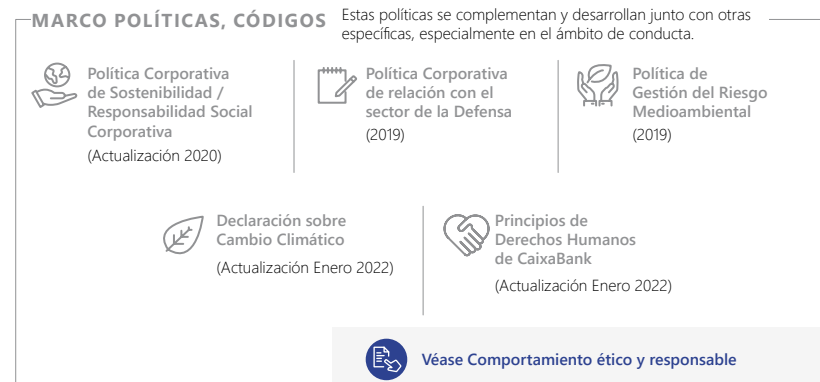 MARCO POLÍTICAS, CÓDIGOS
Estas políticas se complementan y desarrollan junto con otras
específicas, especialmente en el ámbito de conducta.
Política Corporativa
de Sostenibilidad /
Responsabilidad Social
Corporativa
(Actualización 2020)
Política Corporativa
de relación con el
sector de la Defensa
(2019)
Política de
Gestión del Riesgo
Medioambiental
(2019)
Declaración sobre
Cambio Climático
(Actualización Enero 2022)
Principios de
Derechos Humanos
de CaixaBank
(Actualización Enero 2022)
Véase Comportamiento ético y responsable